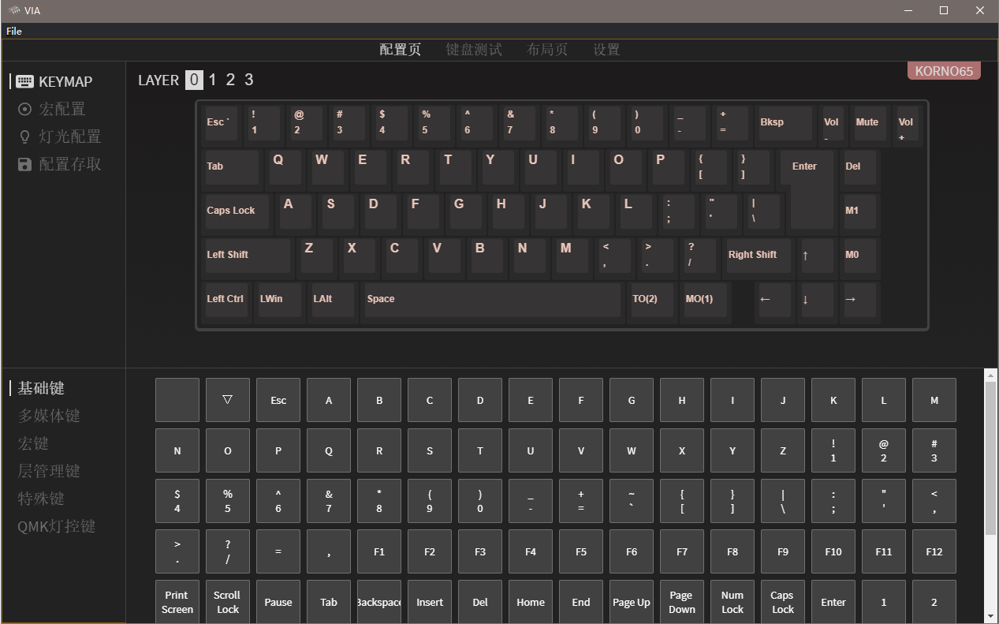 VIA
File
配置页 键盘测试 布局页 设置
KEYMAP
宏配置
灯光配置
配置存取
LAYER 0 1 2 3
KORNO65
Esc ` ! 1 @ 2 # 3 $ 4 % 5 ^ 6 & 7 * 8 ( 9 ) 0 _ - + = Bksp Vol - Mute Vol +
Tab Q W E R T Y U I O P { [ } ] Enter Del
Caps Lock A S D F G H J K L : ; " ' | \ M1
Left Shift Z X C V B N M < , > . ? / Right Shift ↑ M0
Left Ctrl LWin LAlt Space TO(2) MO(1) ← ↓ →
基础键
多媒体键
宏键
层管理键
特殊键
QMK灯控键
▽ Esc A B C D E F G H I J K L M
N O P Q R S T U V W X Y Z ! 1 @ 2 # 3
$ 4 % 5 ^ 6 & 7 * 8 ( 9 ) 0 _ - + = ~ ` { [ } ] | \ : ; " ' < ,
> . ? / = , F1 F2 F3 F4 F5 F6 F7 F8 F9 F10 F11 F12
Print Screen Scroll Lock Pause Tab Backspace Insert Del Home End Page Up Page Down Num Lock Caps Lock Enter 1 2